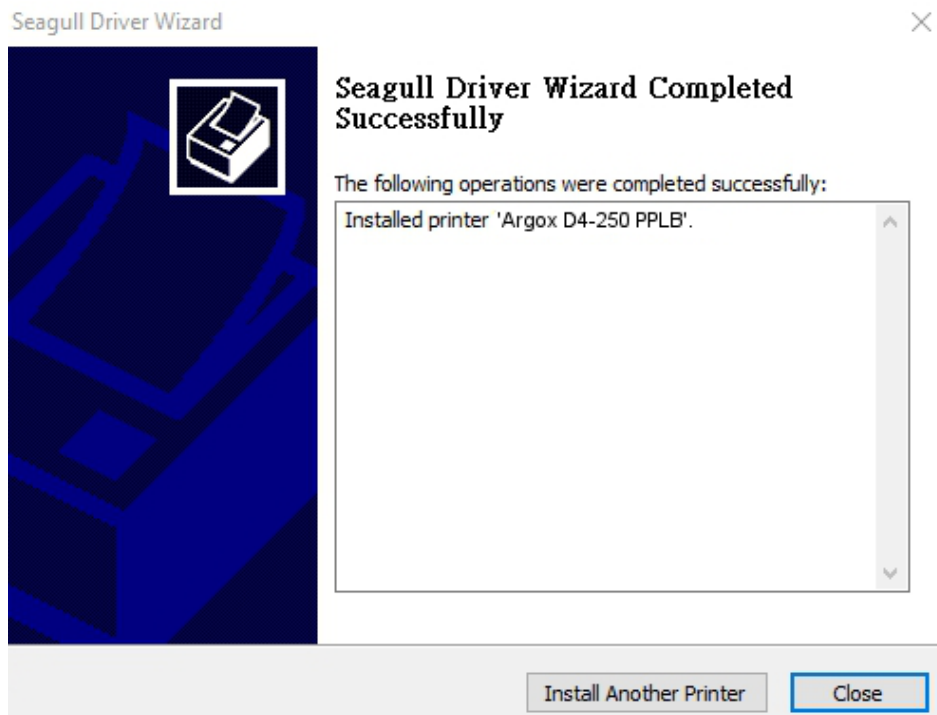 Seagull Driver Wizard
Seagull Driver Wizard Completed
Successfully
The following operations were completed successfully:
Installed printer 'Argox D4-250 PPLB'.
Install Another Printer
Close